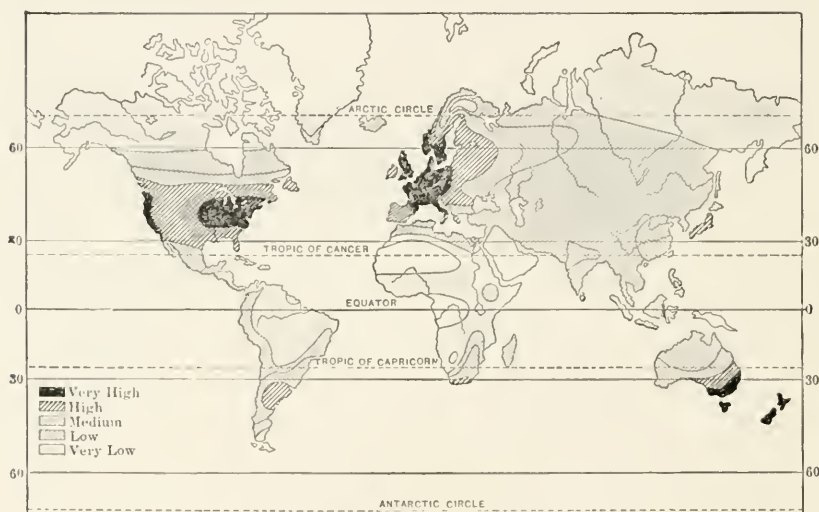 ARCTIC CIRCLE
60 60
30 30
TROPIC OF CANCER
EQUATOR
0 0
TROPIC OF CAPRICORN
30 30
Very High
High
Medium
Low
Very Low
60 60
ANTARCTIC CIRCLE